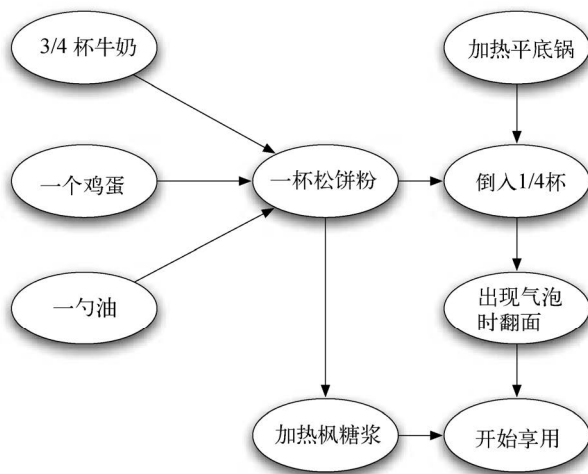 3/4 杯牛奶
加热平底锅
一个鸡蛋
一杯松饼粉
倒入1/4杯
一勺油
出现气泡
时翻面
加热枫糖浆
开始享用